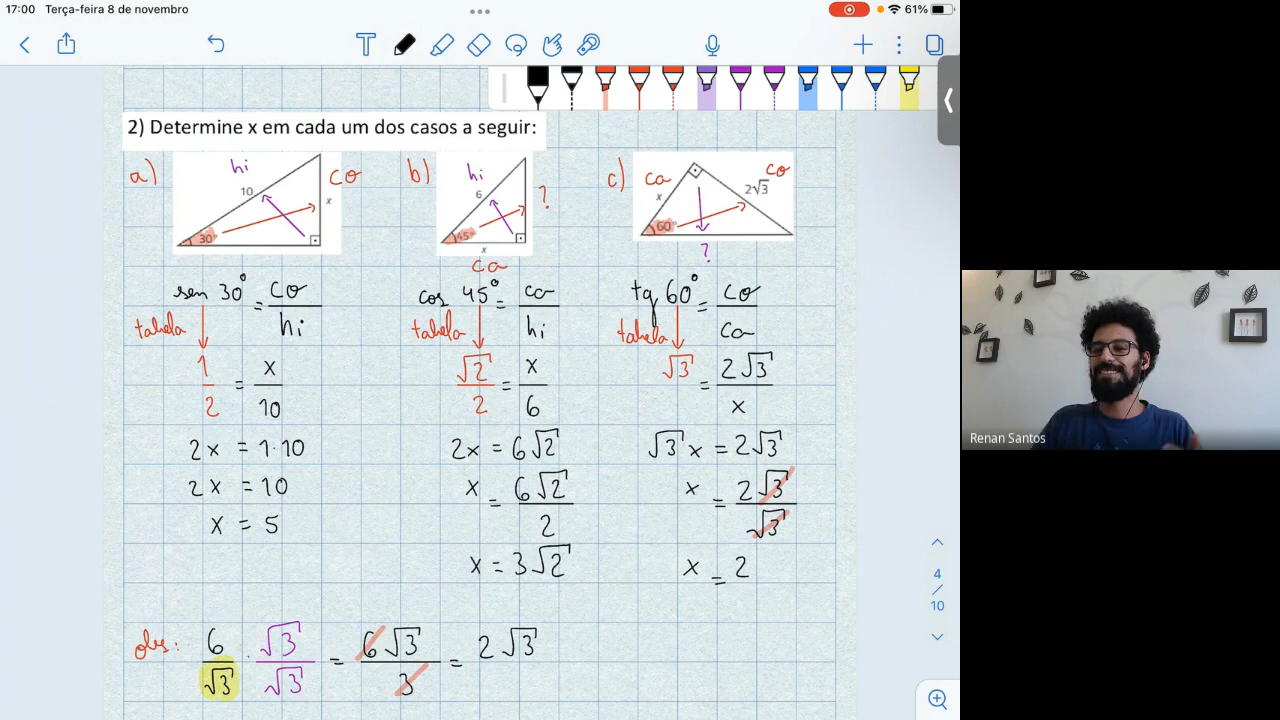 17:00 Terça-feira 8 de novembro
61%
2) Determine x em cada um dos casos a seguir:
a) hi 10 co x 30°
b) hi 6 ? 45° x ca
c) ca x co 2√3 60° ?
sen 30° = co/hi
tabela
1/2 = x/10
2x = 1·10
2x = 10
x = 5
cos 45° = ca/hi
tabela
√2/2 = x/6
2x = 6√2
x = 6√2/2
x = 3√2
tg 60° = co/ca
tabela
√3 = 2√3/x
√3 x = 2√3
x = 2√3/√3
x = 2
obs: 6/√3 · √3/√3 = 6√3/3 = 2√3
4
/
10
Renan Santos